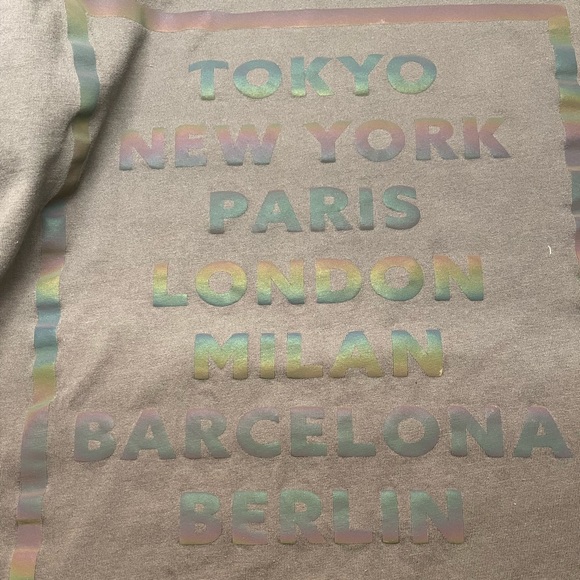 TOKYO
NEW YORK
PARIS
LONDON
MILAN
BARCELONA
BERLIN